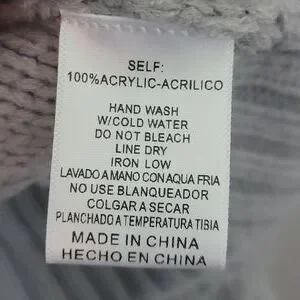 SELF:
100%ACRYLIC-ACRILICO
HAND WASH
W/COLD WATER
DO NOT BLEACH
LINE DRY
IRON LOW
LAVADO A MANO CON AQUA FRIA
NO USE BLANQUEADOR
COLGAR A SECAR
PLANCHADO A TEMPERATURA TIBIA
MADE IN CHINA
HECHO EN CHINA